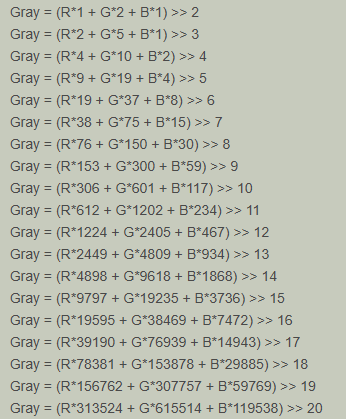 Gray = (R*1 + G*2 + B*1) >> 2
Gray = (R*2 + G*5 + B*1) >> 3
Gray = (R*4 + G*10 + B*2) >> 4
Gray = (R*9 + G*19 + B*4) >> 5
Gray = (R*19 + G*37 + B*8) >> 6
Gray = (R*38 + G*75 + B*15) >> 7
Gray = (R*76 + G*150 + B*30) >> 8
Gray = (R*153 + G*300 + B*59) >> 9
Gray = (R*306 + G*601 + B*117) >> 10
Gray = (R*612 + G*1202 + B*234) >> 11
Gray = (R*1224 + G*2405 + B*467) >> 12
Gray = (R*2449 + G*4809 + B*934) >> 13
Gray = (R*4898 + G*9618 + B*1868) >> 14
Gray = (R*9797 + G*19235 + B*3736) >> 15
Gray = (R*19595 + G*38469 + B*7472) >> 16
Gray = (R*39190 + G*76939 + B*14943) >> 17
Gray = (R*78381 + G*153878 + B*29885) >> 18
Gray = (R*156762 + G*307757 + B*59769) >> 19
Gray = (R*313524 + G*615514 + B*119538) >> 20